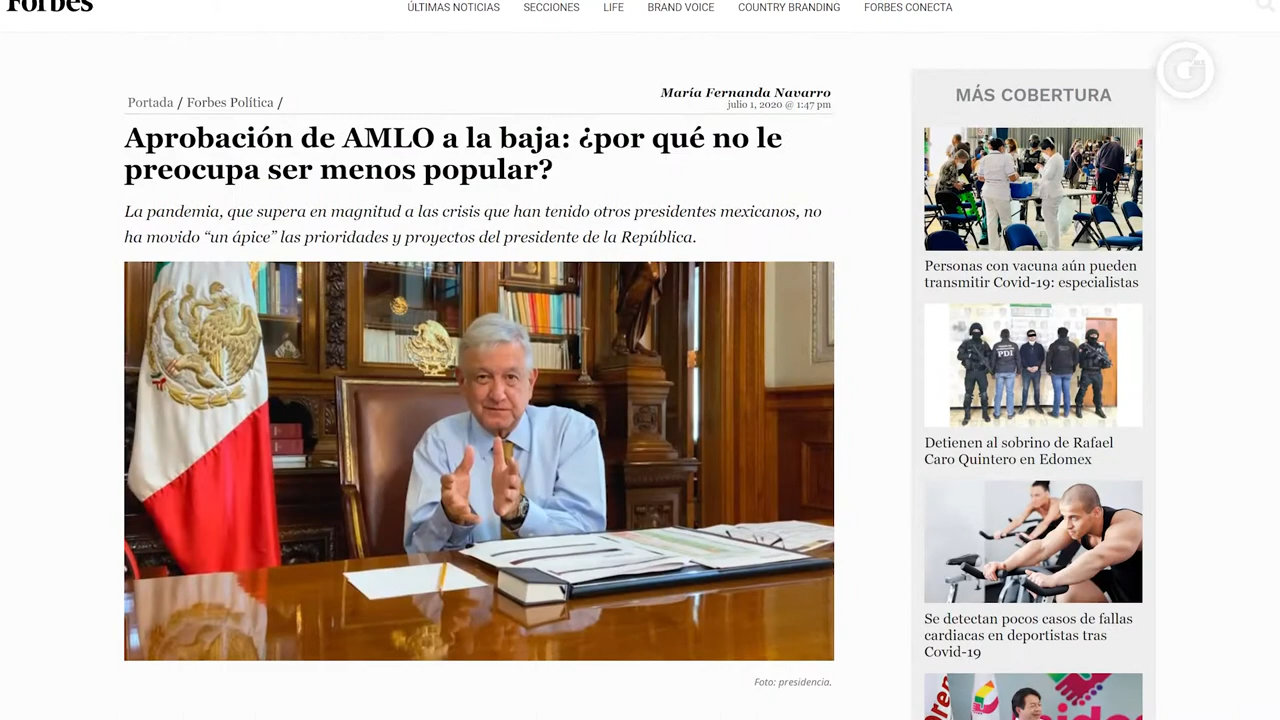 Forbes
ÚLTIMAS NOTICIAS SECCIONES LIFE BRAND VOICE COUNTRY BRANDING FORBES CONECTA
Portada / Forbes Política /
María Fernanda Navarro
julio 1, 2020 @ 1:47 pm
Aprobación de AMLO a la baja: ¿por qué no le
preocupa ser menos popular?
La pandemia, que supera en magnitud a las crisis que han tenido otros presidentes mexicanos, no
ha movido “un ápice” las prioridades y proyectos del presidente de la República.
Foto: presidencia.
G
MÁS COBERTURA
Personas con vacuna aún pueden
transmitir Covid-19: especialistas
PDI
Detienen al sobrino de Rafael
Caro Quintero en Edomex
Se detectan pocos casos de fallas
cardiacas en deportistas tras
Covid-19